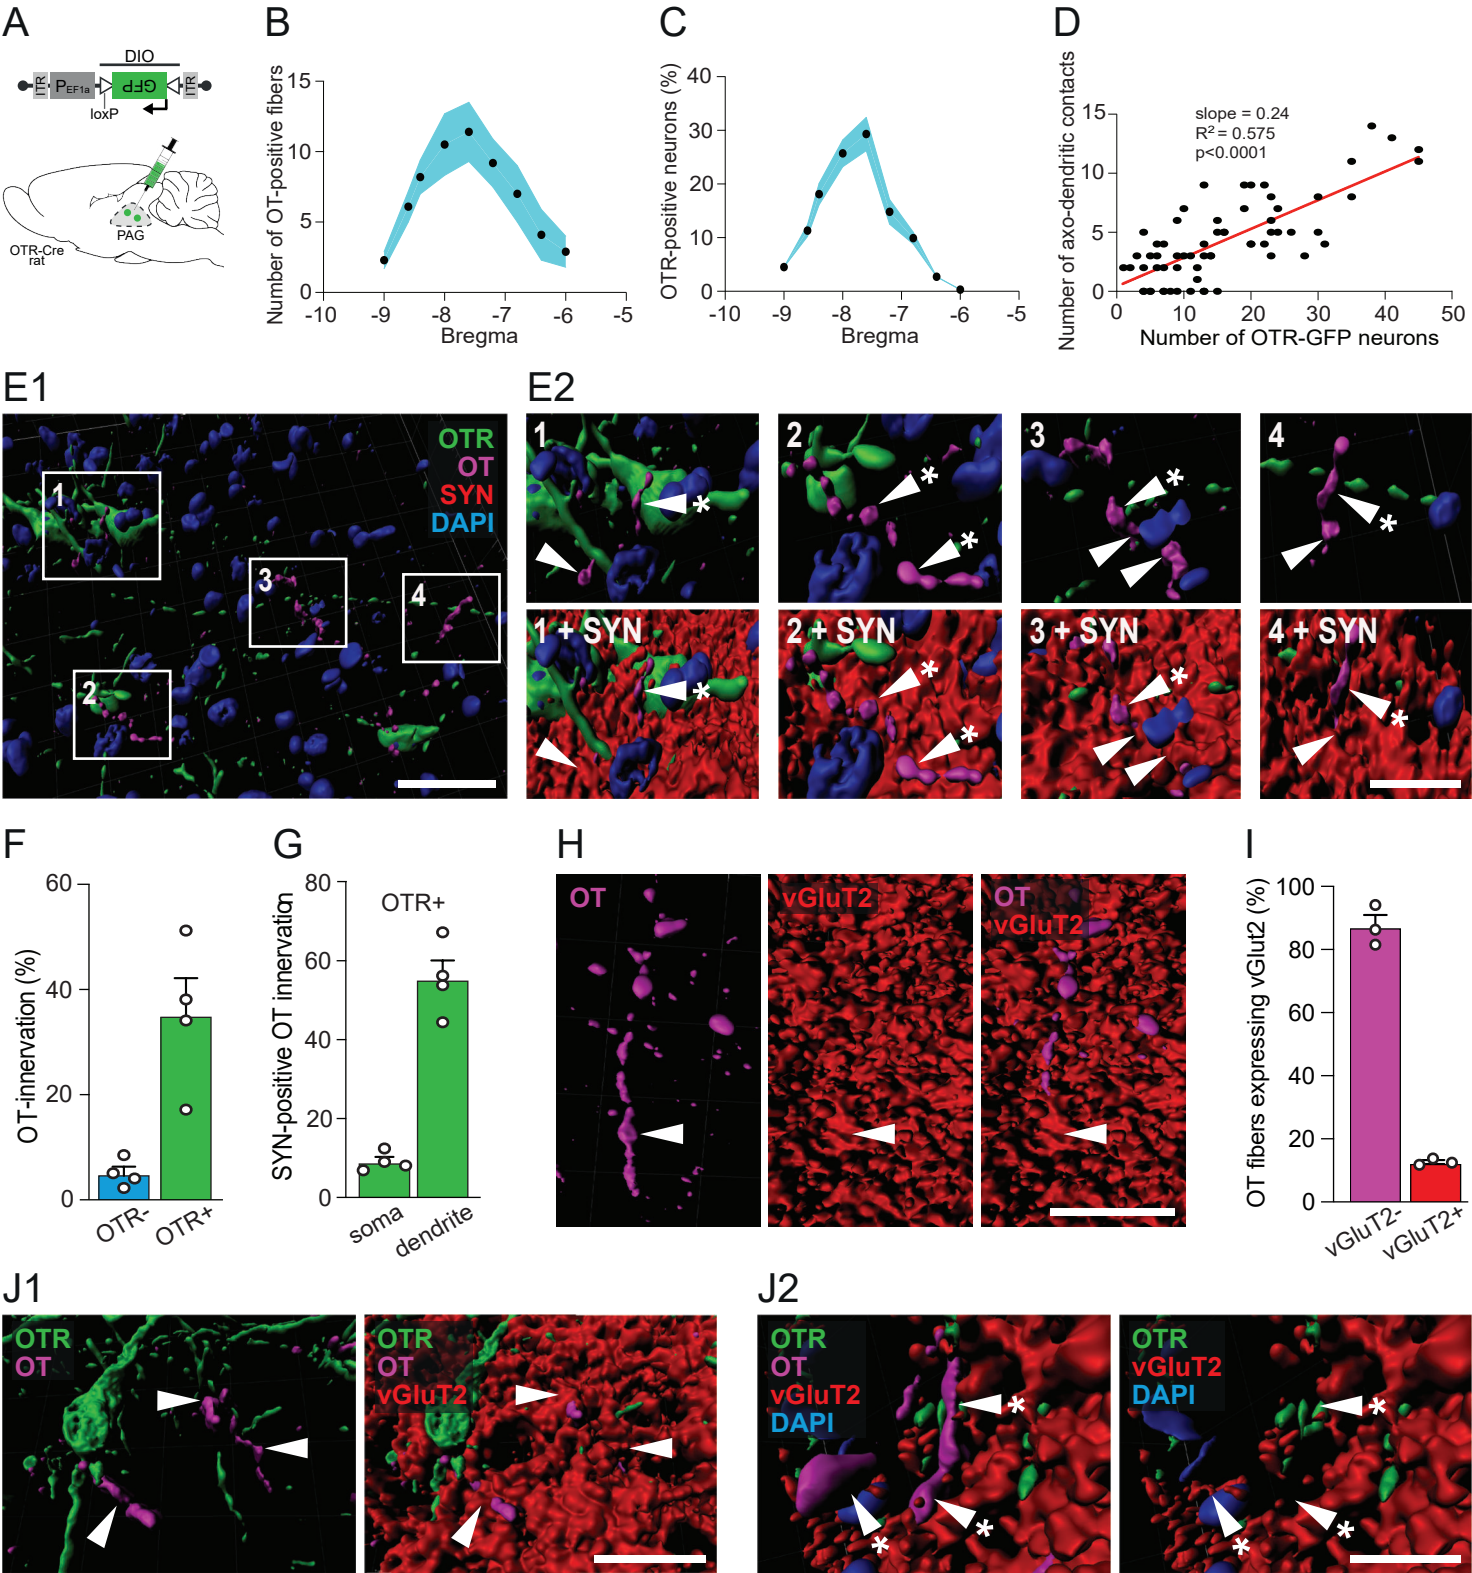 A
DIO
ITR
PEF1a
GFP
ITR
loxP
PAG
OTR-Cre
rat
B
Number of OT-positive fibers
15
10
5
0
-10
-9
-8
-7
-6
-5
Bregma
C
OTR-positive neurons (%)
40
30
20
10
0
-10
-9
-8
-7
-6
-5
Bregma
D
Number of axo-dendritic contacts
15
10
5
0
slope = 0.24
R2 = 0.575
p<0.0001
0
10
20
30
40
50
Number of OTR-GFP neurons
E1
OTR
OT
SYN
DAPI
1
2
3
4
E2
1
*
2
*
*
3
*
4
*
1 + SYN
*
2 + SYN
*
*
3 + SYN
*
4 + SYN
*
F
OT-innervation (%)
60
40
20
0
OTR-
OTR+
G
SYN-positive OT innervation
80
60
40
20
0
OTR+
soma
dendrite
H
OT
vGluT2
OT
vGluT2
I
OT fibers expressing vGlut2 (%)
100
80
60
40
20
0
vGluT2-
vGluT2+
J1
OTR
OT
OTR
OT
vGluT2
J2
OTR
OT
vGluT2
DAPI
*
*
*
OTR
vGluT2
DAPI
*
*
*